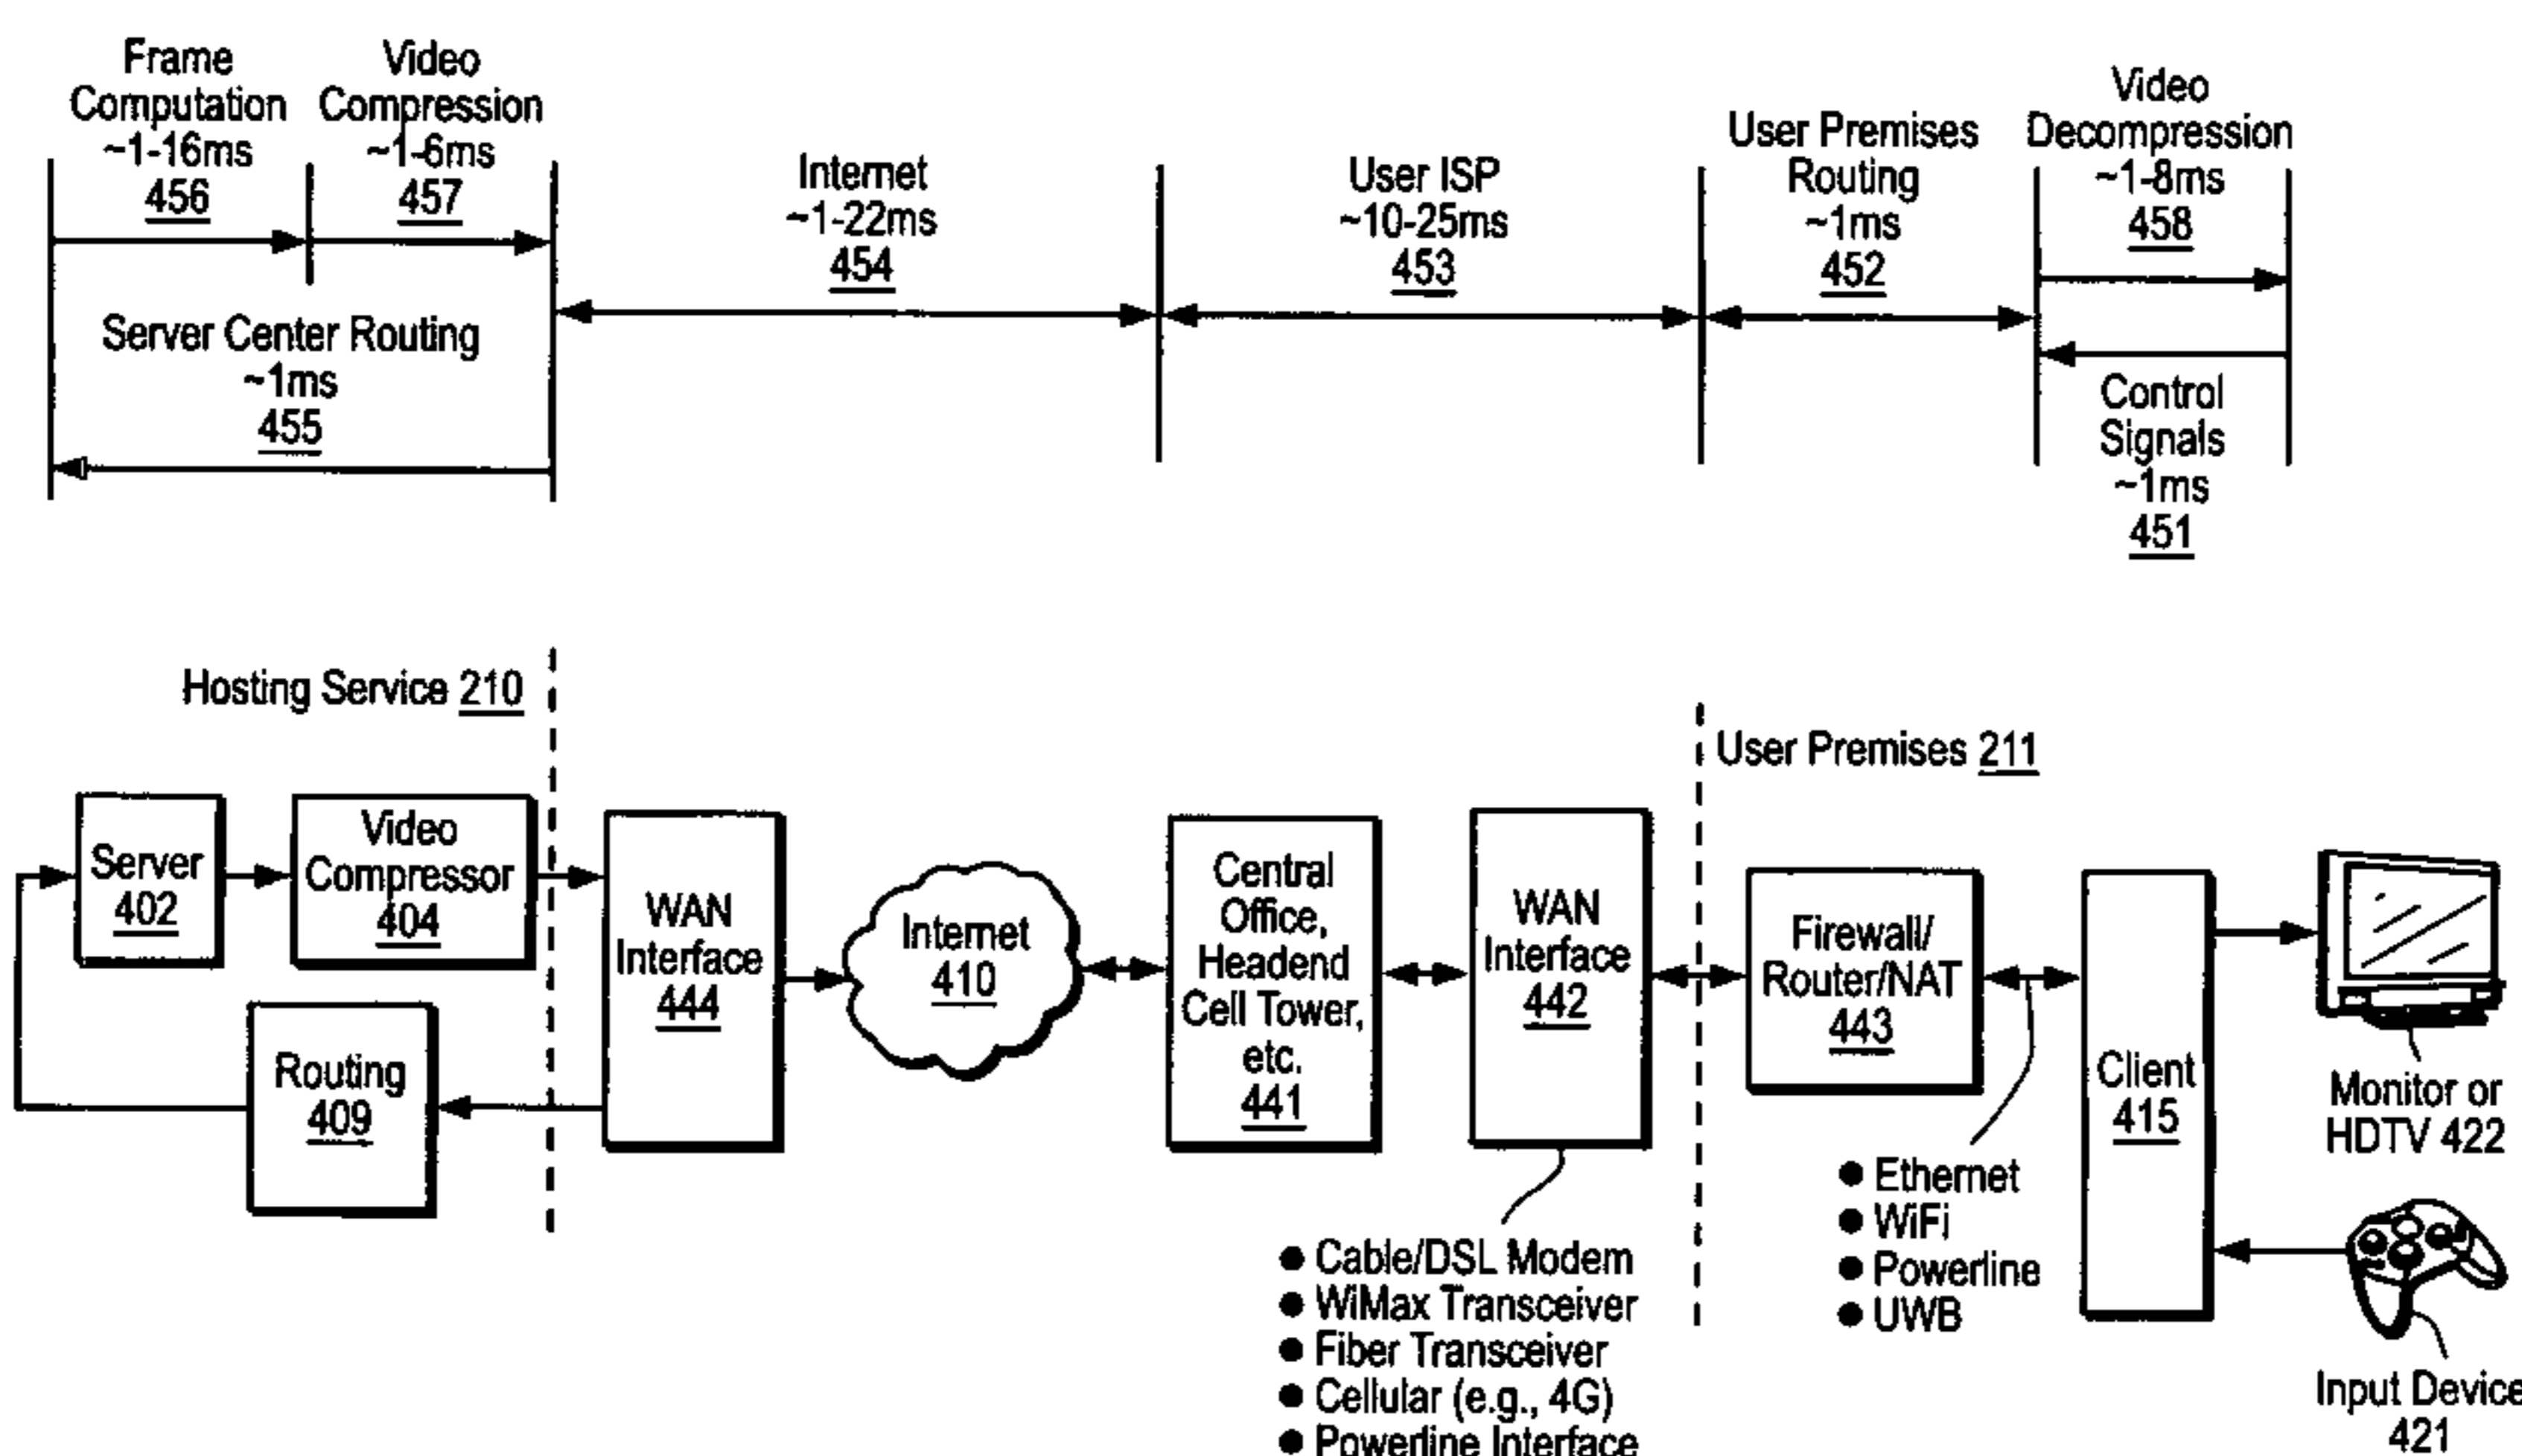 Frame
Computation
~1-16ms
456
Video
Compression
~1-6ms
457
Internet
~1-22ms
454
User ISP
~10-25ms
453
User Premises
Routing
~1ms
452
Video
Decompression
~1-8ms
458
Server Center Routing
~1ms
455
Control
Signals
~1ms
451
Hosting Service 210
User Premises 211
Server
402
Video
Compressor
404
Routing
409
WAN
Interface
444
Internet
410
Central
Office,
Headend
Cell Tower,
etc.
441
WAN
Interface
442
Firewall/
Router/NAT
443
Client
415
Monitor or
HDTV 422
● Cable/DSL Modem
● WiMax Transceiver
● Fiber Transceiver
● Cellular (e.g., 4G)
● Powerline Interface
● Ethernet
● WiFi
● Powerline
● UWB
Input Device
421